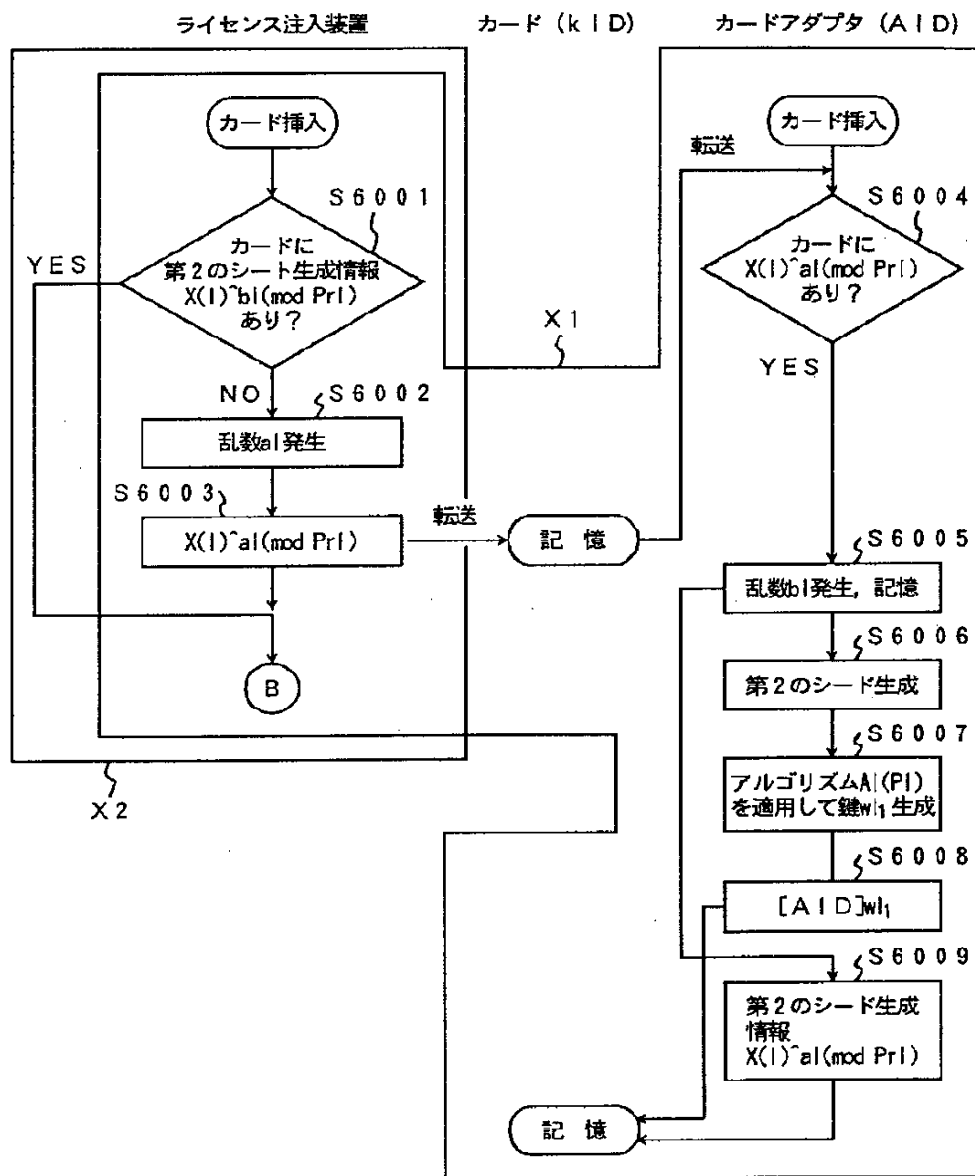 ライセンス注入装置
カード (kID)
カードアダプタ (AID)
カード挿入
S6001
カードに
第2のシート生成情報
X(I)^bI(mod PrI)
あり?
YES
NO
S6002
乱数aI発生
S6003
X(I)^aI(mod PrI)
B
X2
X1
転送
記 憶
転送
カード挿入
S6004
カードに
X(I)^aI(mod PrI)
あり?
YES
S6005
乱数bI発生, 記憶
S6006
第2のシード生成
S6007
アルゴリズムAI(PI)
を適用して鍵wI₁生成
S6008
[AID]wI₁
S6009
第2のシード生成
情報
X(I)^aI(mod PrI)
記 憶